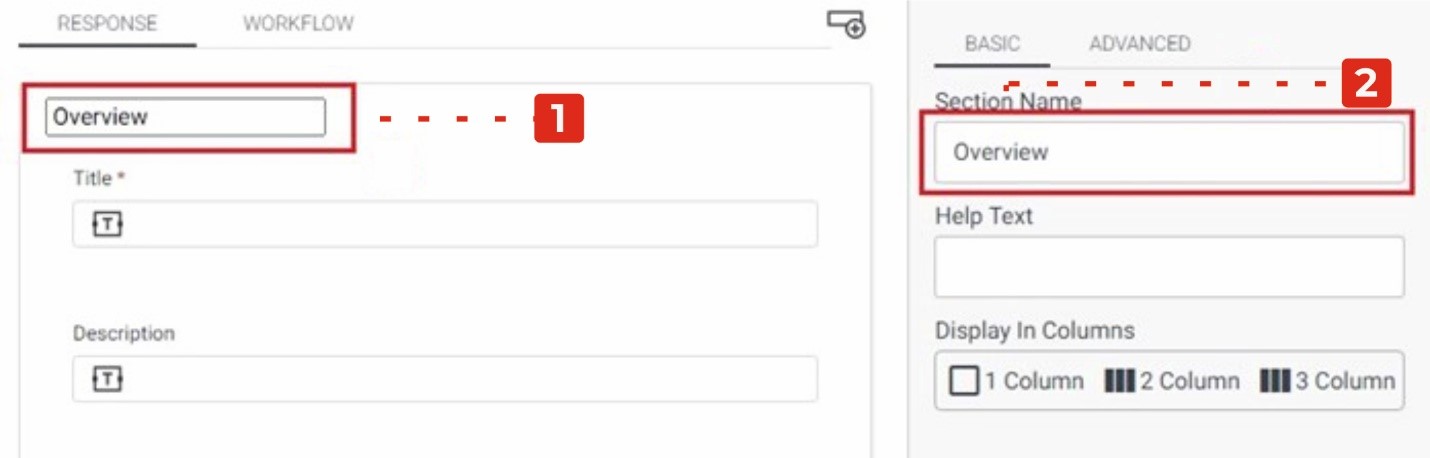 RESPONSE WORKFLOW
Overview
1
Title *
T
Description
T
BASIC ADVANCED
2
Section Name
Overview
Help Text
Display In Columns
1 Column 2 Column 3 Column